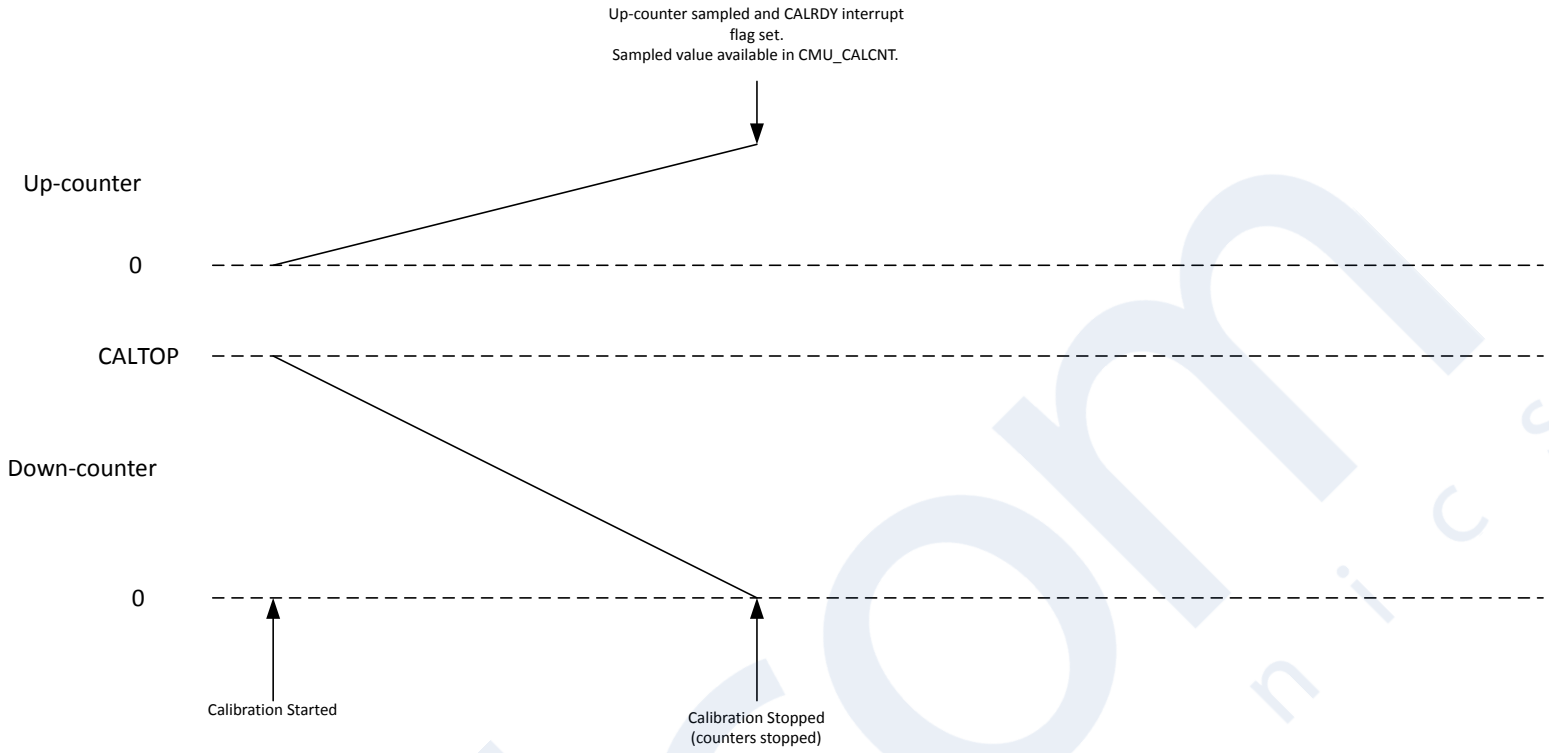 Up-counter sampled and CALRDY interrupt
flag set.
Sampled value available in CMU_CALCNT.
Up-counter
0
CALTOP
Down-counter
0
Calibration Started
Calibration Stopped
(counters stopped)
com
n i c s